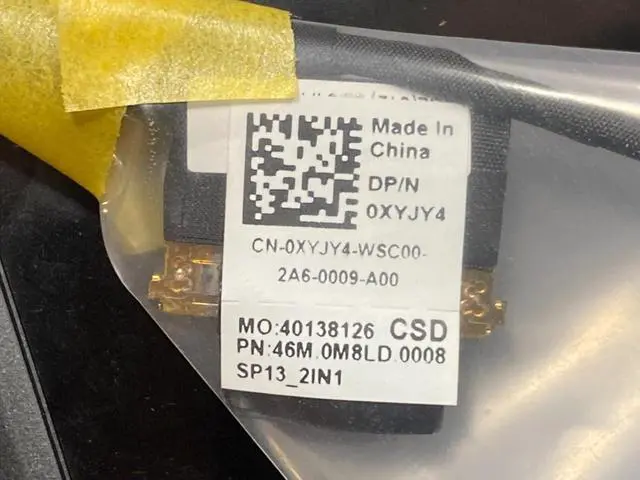 Made In
China
DP/N
0XYJY4
CN-0XYJY4-WSC00-
2A6-0009-A00
MO:40138126 CSD
PN:46M.0M8LD.0008
SP13_2IN1